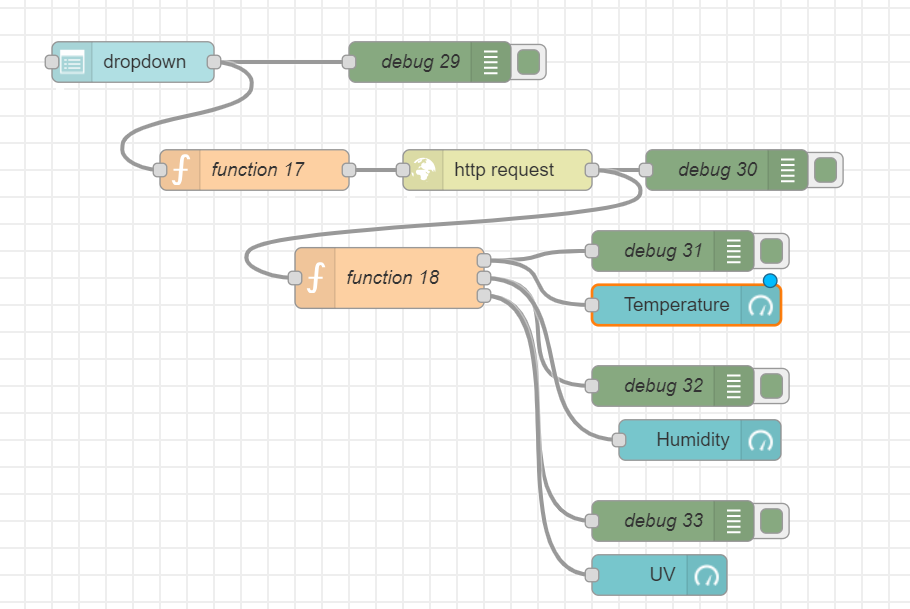 dropdown
debug 29
function 17
http request
debug 30
debug 31
function 18
Temperature
debug 32
Humidity
debug 33
UV